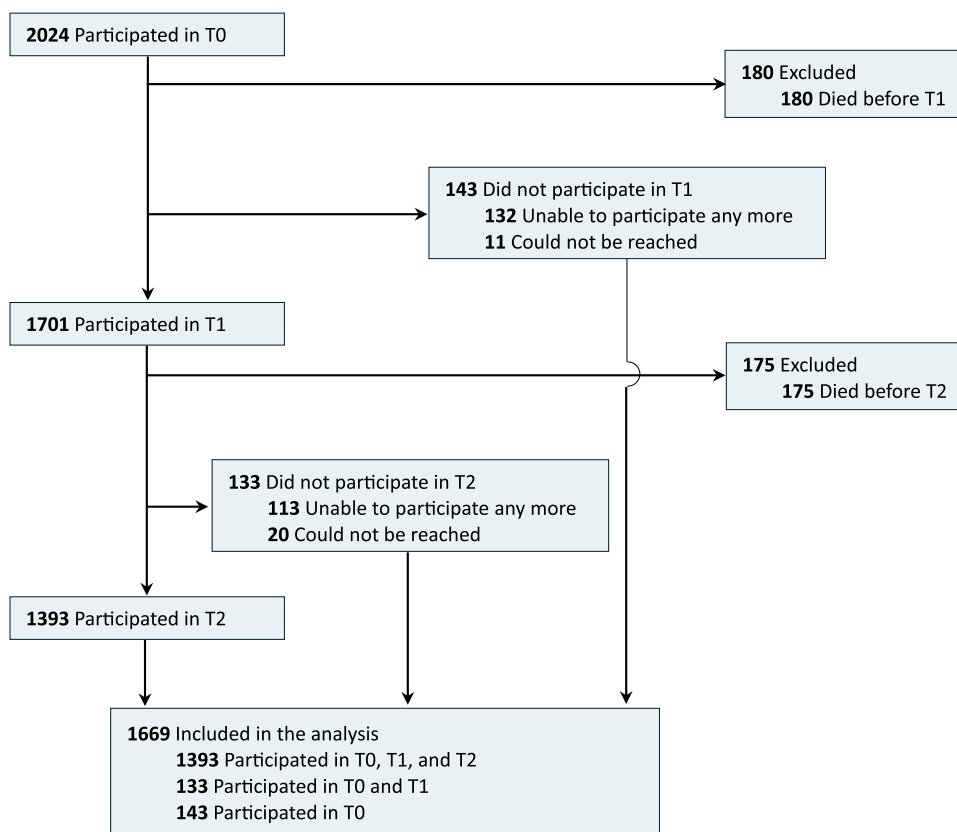 2024 Participated in T0
180 Excluded
180 Died before T1
143 Did not participate in T1
132 Unable to participate any more
11 Could not be reached
1701 Participated in T1
175 Excluded
175 Died before T2
133 Did not participate in T2
113 Unable to participate any more
20 Could not be reached
1393 Participated in T2
1669 Included in the analysis
1393 Participated in T0, T1, and T2
133 Participated in T0 and T1
143 Participated in T0